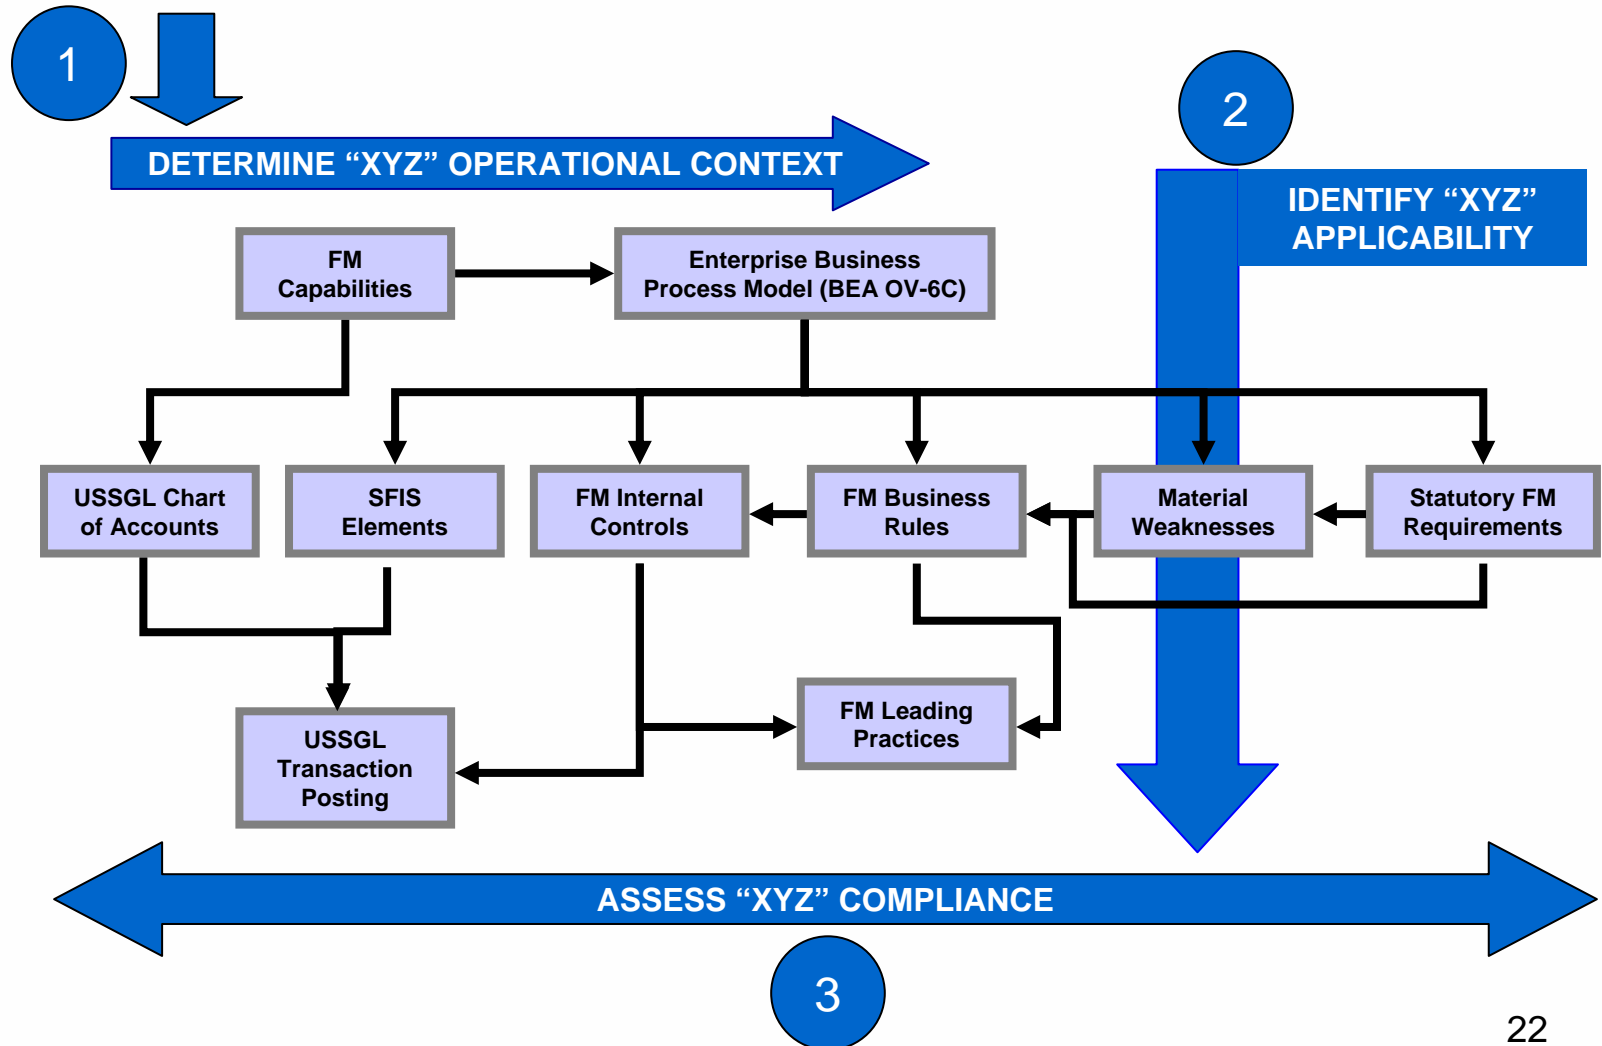 1
2
DETERMINE “XYZ” OPERATIONAL CONTEXT
IDENTIFY “XYZ”
APPLICABILITY
FM
Capabilities
Enterprise Business
Process Model (BEA OV-6C)
USSGL Chart
of Accounts
SFIS
Elements
FM Internal
Controls
FM Business
Rules
Material
Weaknesses
Statutory FM
Requirements
USSGL
Transaction
Posting
FM Leading
Practices
ASSESS “XYZ” COMPLIANCE
3
22